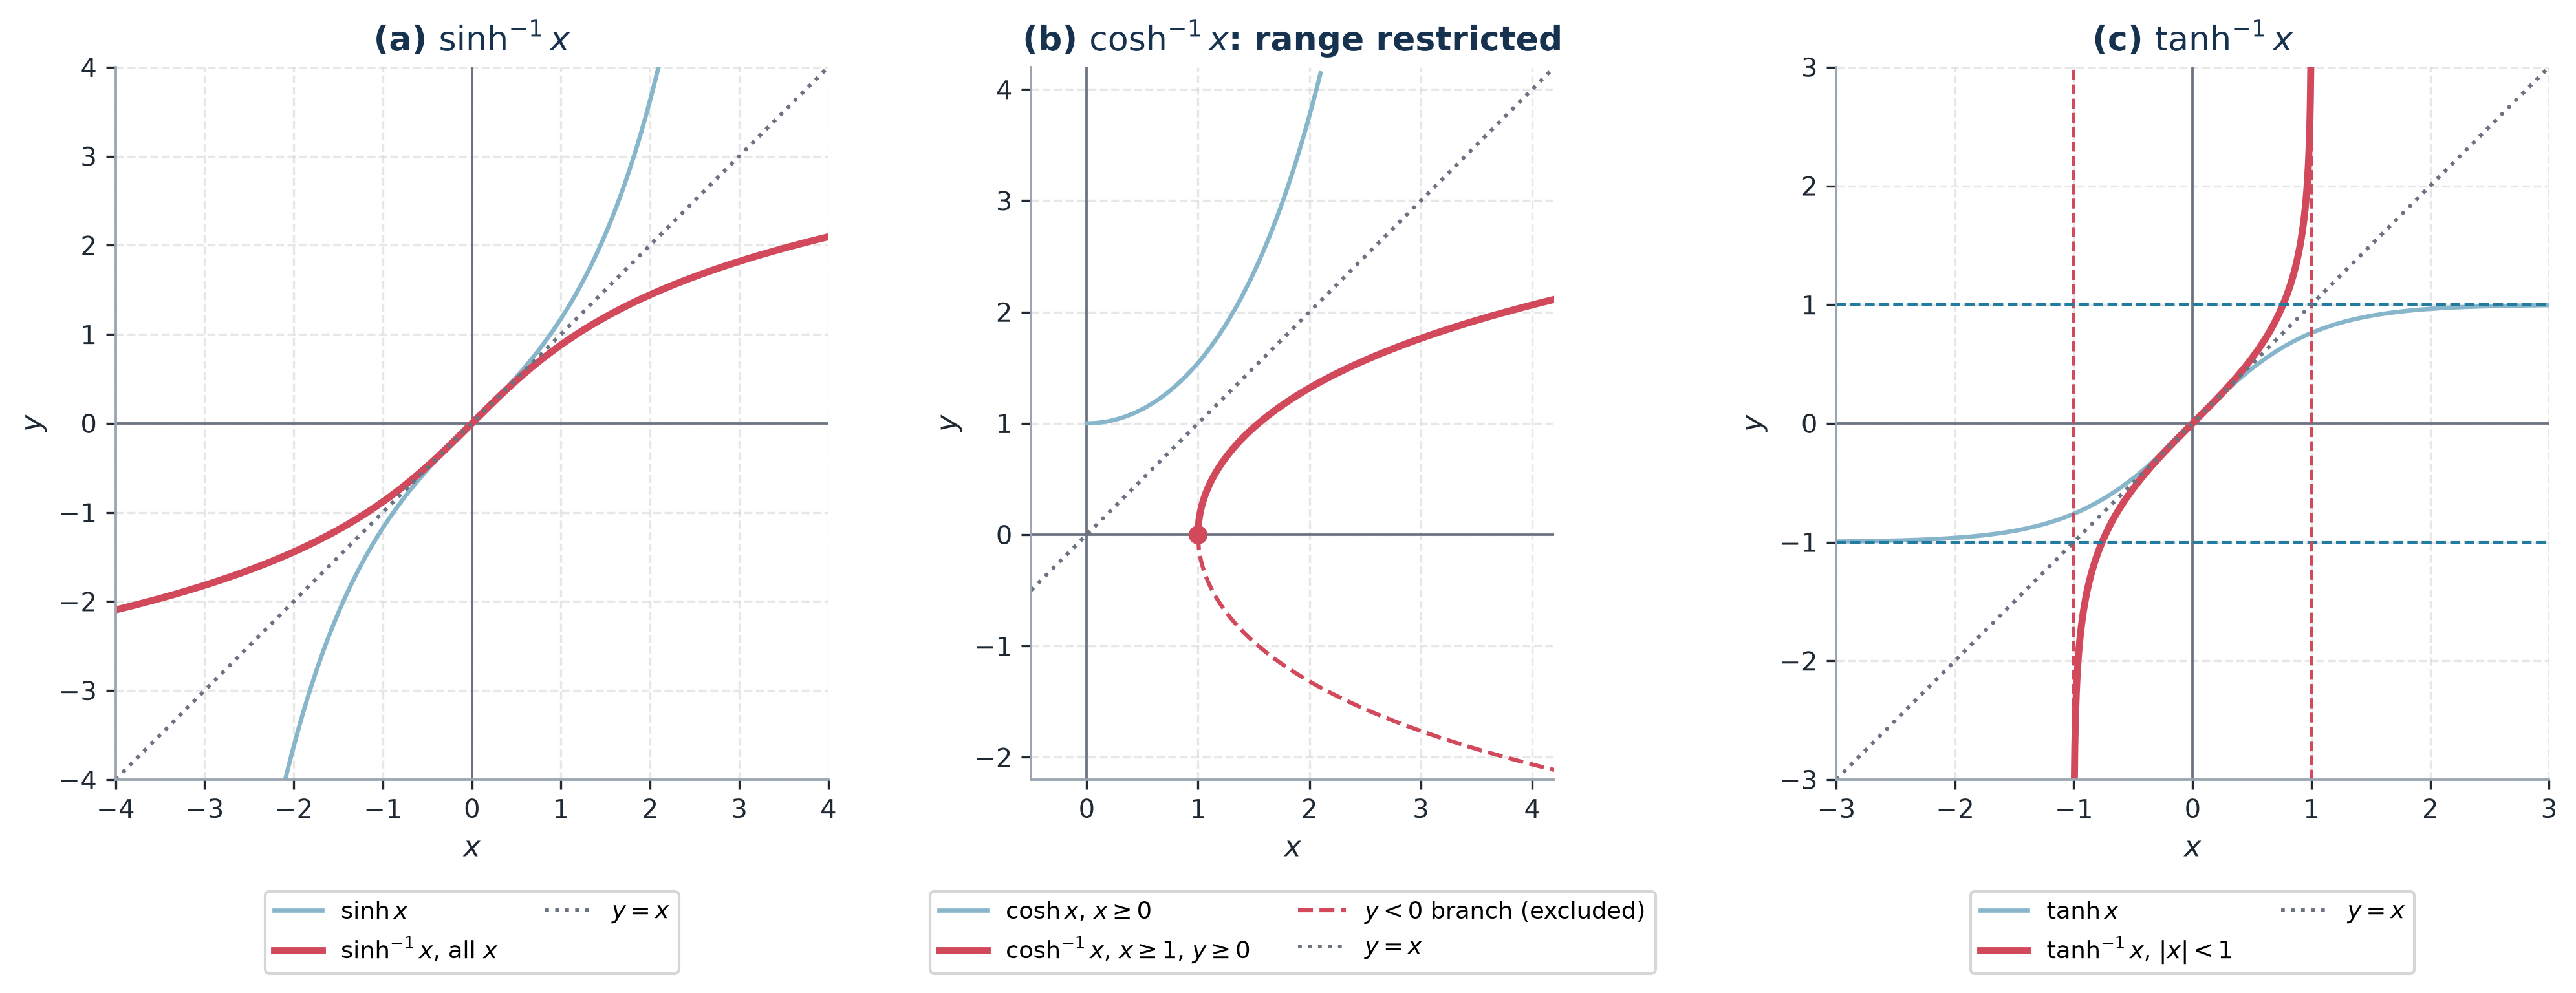 (a) sinh⁻¹ x
4
3
2
1
0
−1
−2
−3
−4
y
−4 −3 −2 −1 0 1 2 3 4
x
sinh x
sinh⁻¹ x, all x
y = x
(b) cosh⁻¹ x: range restricted
4
3
2
1
0
−1
−2
y
0 1 2 3 4
x
cosh x, x ≥ 0
cosh⁻¹ x, x ≥ 1, y ≥ 0
y < 0 branch (excluded)
y = x
(c) tanh⁻¹ x
3
2
1
0
−1
−2
−3
y
−3 −2 −1 0 1 2 3
x
tanh x
tanh⁻¹ x, |x| < 1
y = x